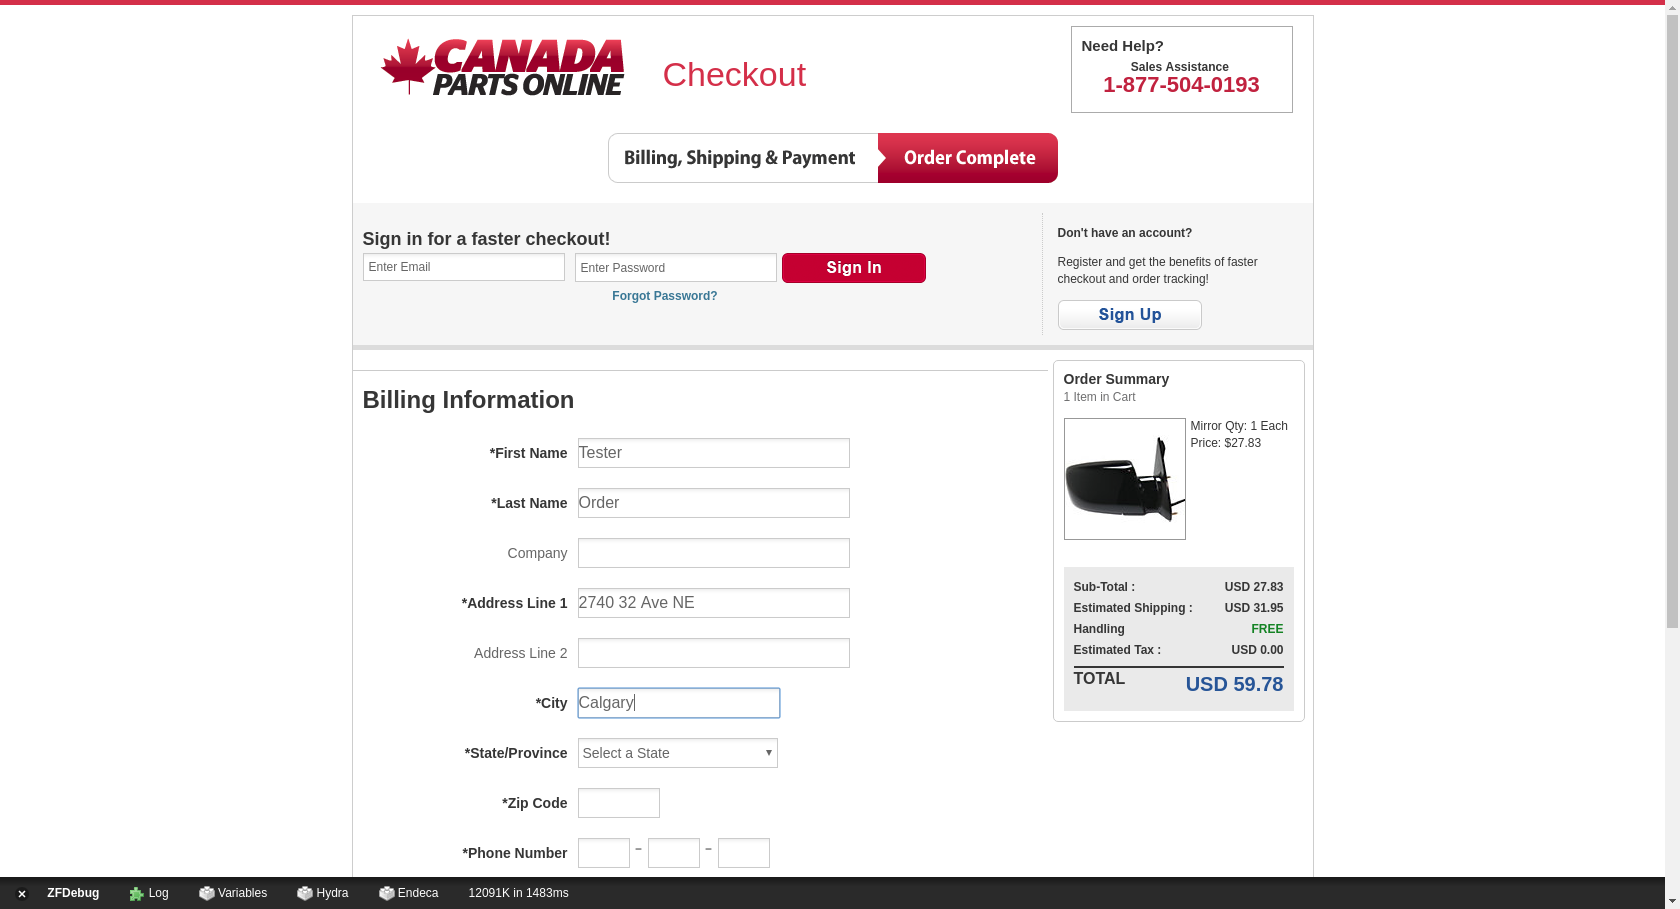 CANADA
PARTS ONLINE
Checkout
Need Help?
Sales Assistance
1-877-504-0193
Billing, Shipping & Payment
Order Complete
Sign in for a faster checkout!
Enter Email
Enter Password
Sign In
Forgot Password?
Don't have an account?
Register and get the benefits of faster
checkout and order tracking!
Sign Up
Billing Information
*First Name Tester
*Last Name Order
Company
*Address Line 1 2740 32 Ave NE
Address Line 2
*City Calgary
*State/Province Select a State
*Zip Code
*Phone Number - -
Order Summary
1 Item in Cart
Mirror Qty: 1 Each
Price: $27.83
Sub-Total : USD 27.83
Estimated Shipping : USD 31.95
Handling FREE
Estimated Tax : USD 0.00
TOTAL USD 59.78
ZFDebug Log Variables Hydra Endeca 12091K in 1483ms